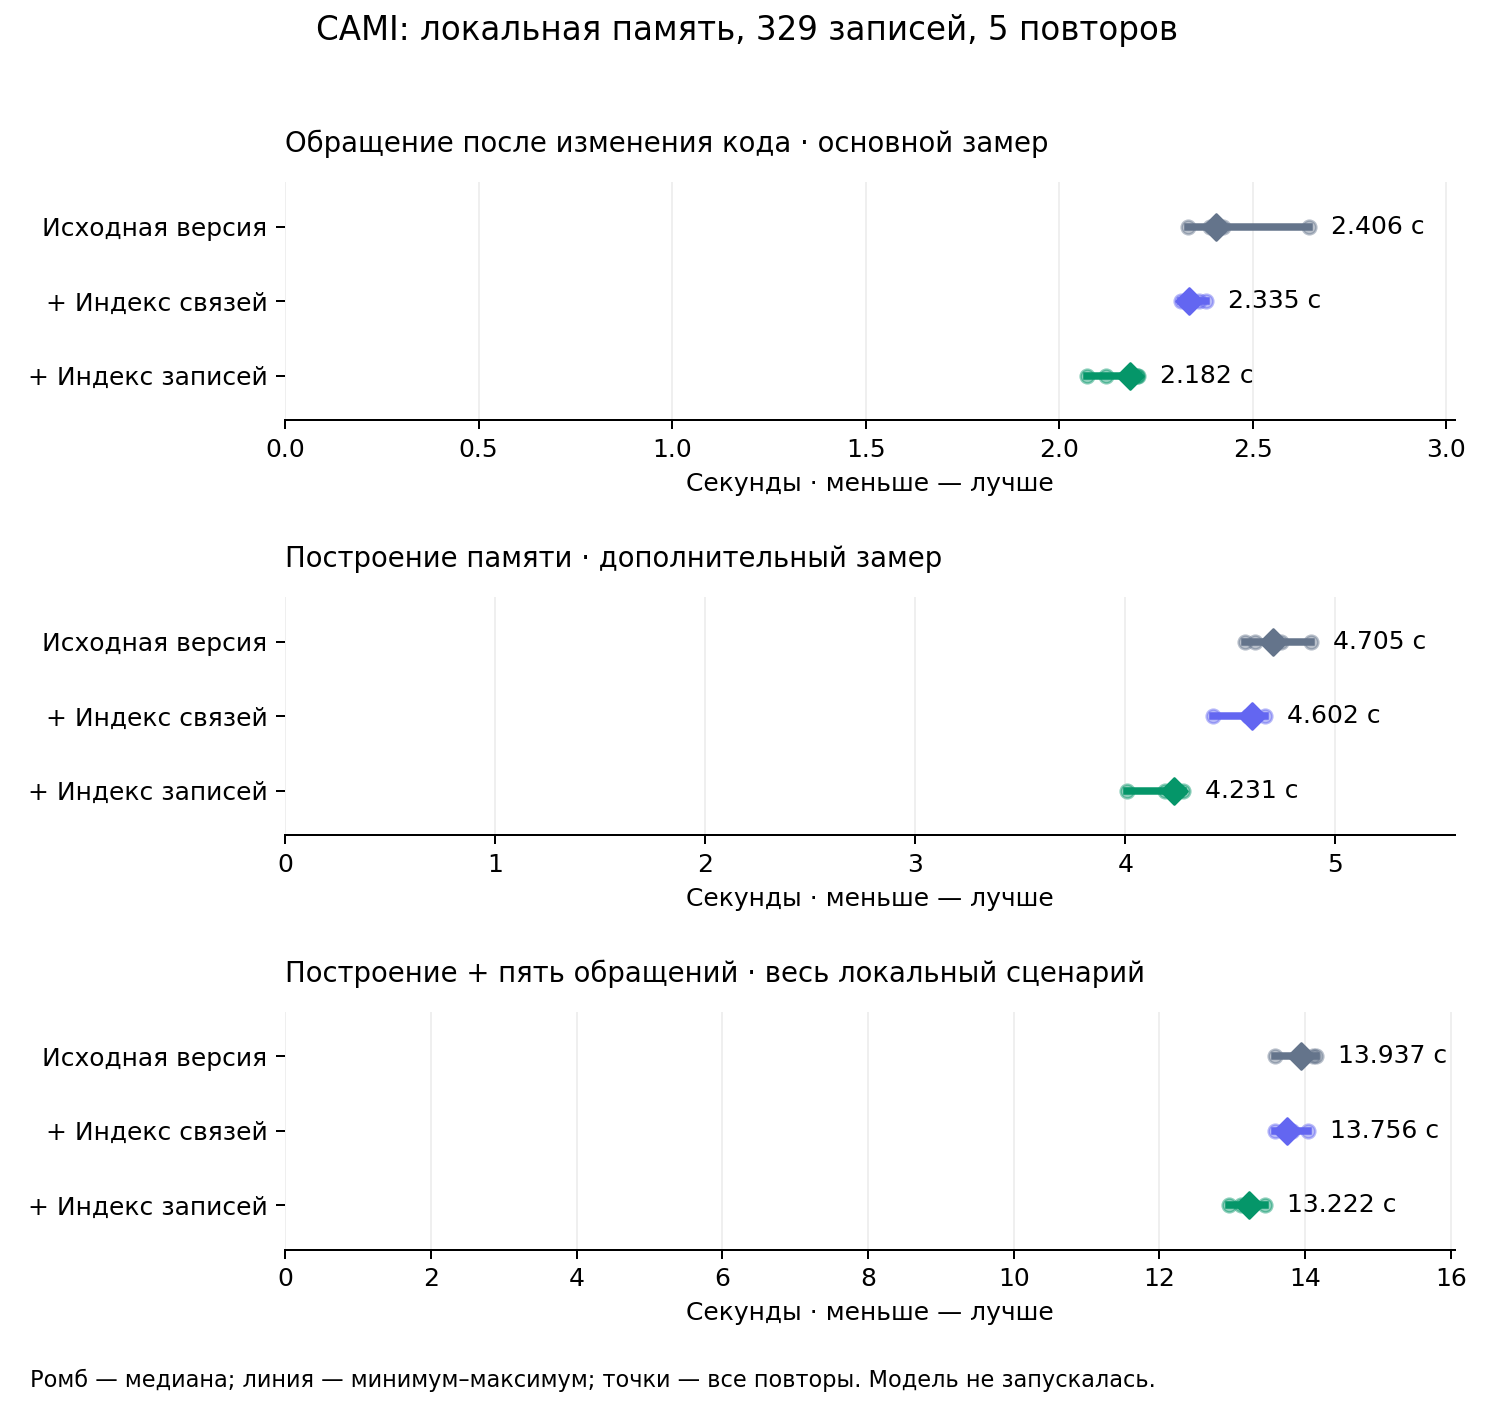 CAMI: локальная память, 329 записей, 5 повторов
Обращение после изменения кода · основной замер
Исходная версия
2.406 с
+ Индекс связей
2.335 с
+ Индекс записей
2.182 с
0.0 0.5 1.0 1.5 2.0 2.5 3.0
Секунды · меньше — лучше
Построение памяти · дополнительный замер
Исходная версия
4.705 с
+ Индекс связей
4.602 с
+ Индекс записей
4.231 с
0 1 2 3 4 5
Секунды · меньше — лучше
Построение + пять обращений · весь локальный сценарий
Исходная версия
13.937 с
+ Индекс связей
13.756 с
+ Индекс записей
13.222 с
0 2 4 6 8 10 12 14 16
Секунды · меньше — лучше
Ромб — медиана; линия — минимум–максимум; точки — все повторы. Модель не запускалась.